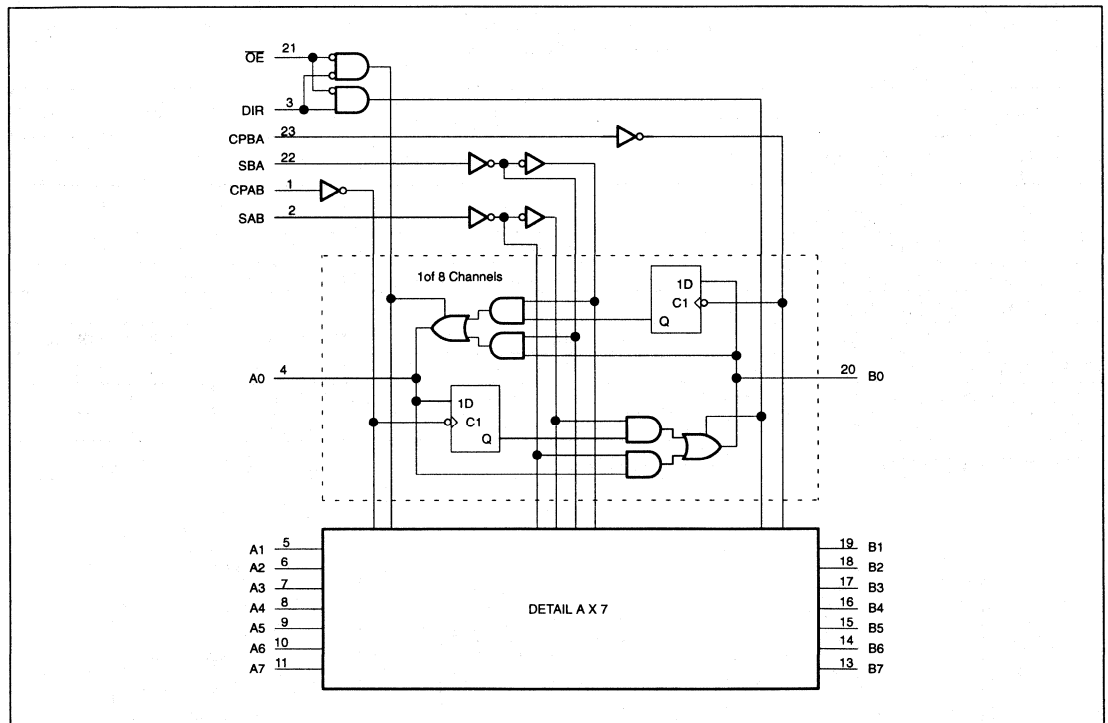 OE 21
DIR 3
CPBA 23
SBA 22
CPAB 1
SAB 2
1of 8 Channels
1D
C1
Q
A0 4
20 B0
1D
C1
Q
A1 5
A2 6
A3 7
A4 8
A5 9
A6 10
A7 11
DETAIL A X 7
19 B1
18 B2
17 B3
16 B4
15 B5
14 B6
13 B7